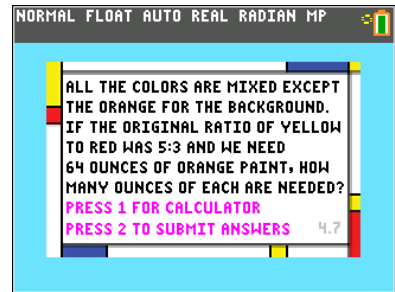 NORMAL FLOAT AUTO REAL RADIAN MP
ALL THE COLORS ARE MIXED EXCEPT
THE ORANGE FOR THE BACKGROUND.
IF THE ORIGINAL RATIO OF YELLOW
TO RED WAS 5:3 AND WE NEED
64 OUNCES OF ORANGE PAINT, HOW
MANY OUNCES OF EACH ARE NEEDED?
PRESS 1 FOR CALCULATOR
PRESS 2 TO SUBMIT ANSWERS 4.7